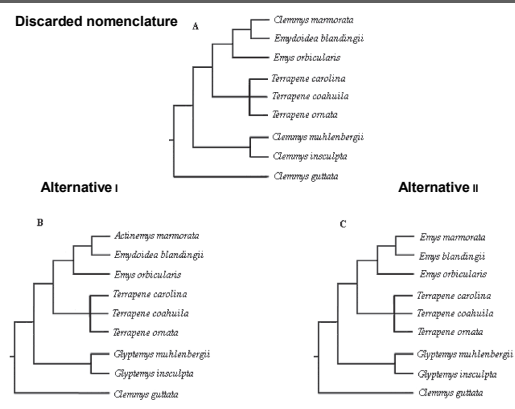 Discarded nomenclature
A
Clemmys marmorata
Emydoidea blandingii
Emys orbicularis
Terrapene carolina
Terrapene coahuila
Terrapene ornata
Clemmys muhlenbergii
Clemmys insculpta
Clemmys guttata
Alternative I
B
Actinemys marmorata
Emydoidea blandingii
Emys orbicularis
Terrapene carolina
Terrapene coahuila
Terrapene ornata
Glyptemys muhlenbergii
Glyptemys insculpta
Clemmys guttata
Alternative II
C
Emys marmorata
Emys blandingii
Emys orbicularis
Terrapene carolina
Terrapene coahuila
Terrapene ornata
Glyptemys muhlenbergii
Glyptemys insculpta
Clemmys guttata